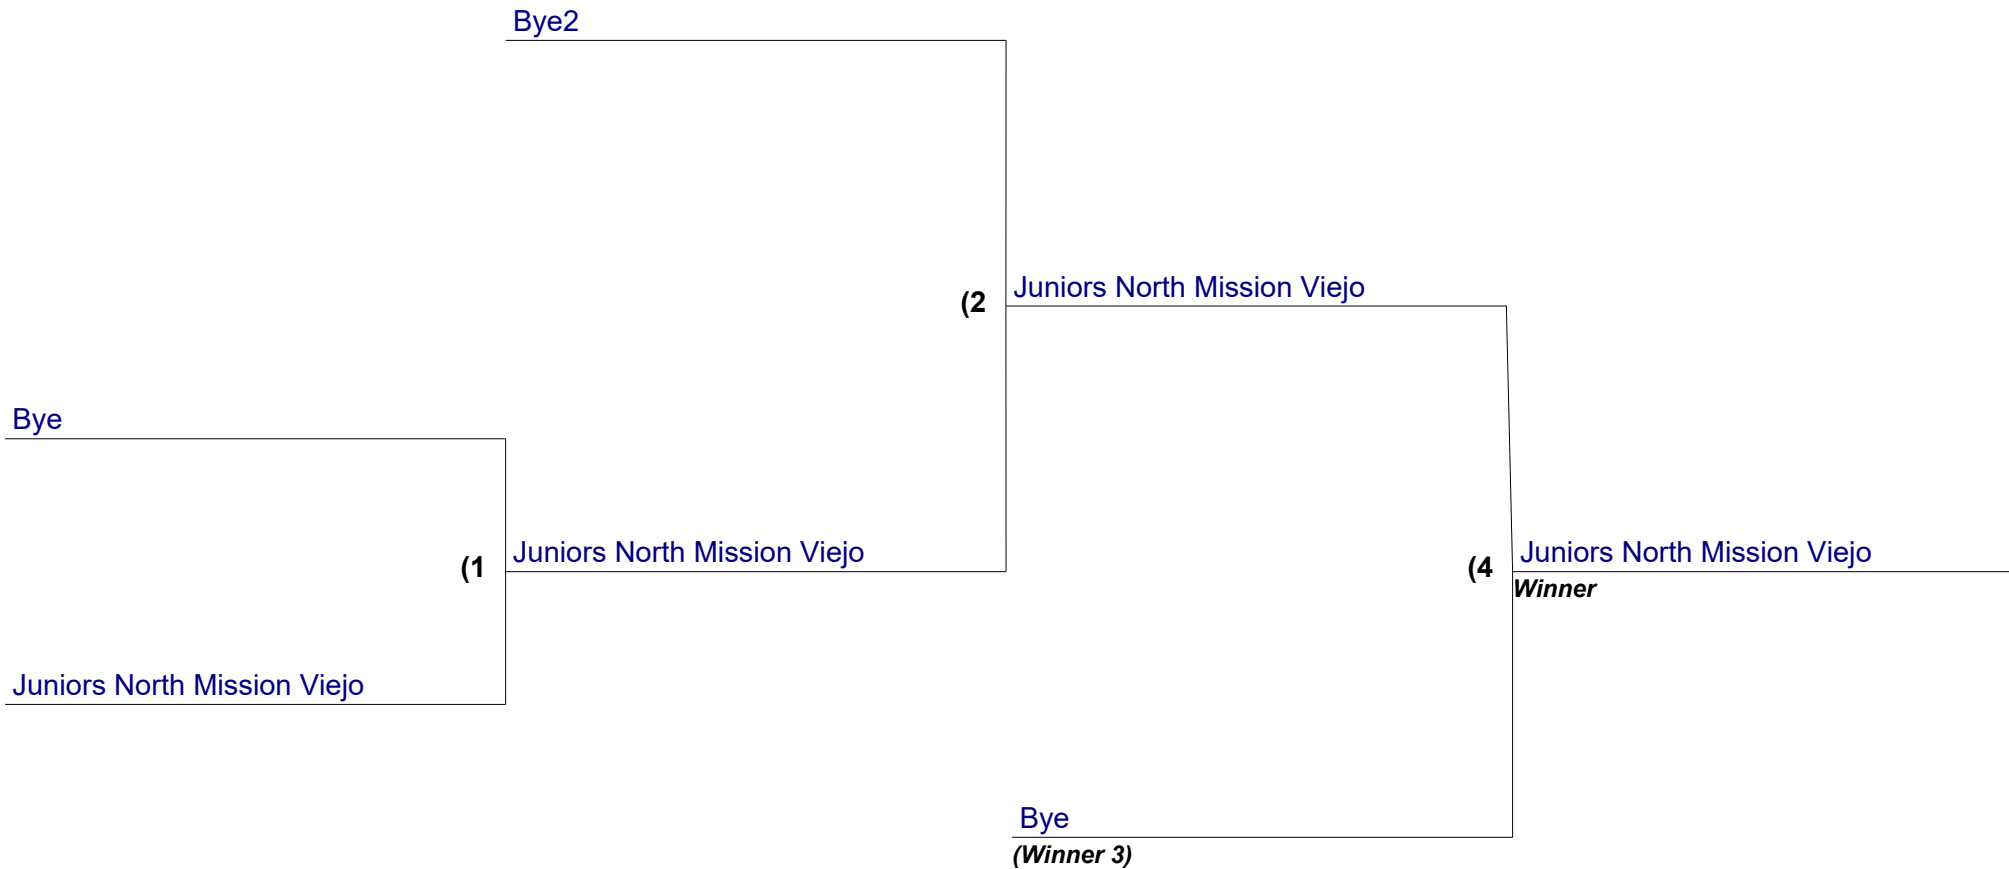 Bye2
(2
Juniors North Mission Viejo
Bye
(1
Juniors North Mission Viejo
(4
Juniors North Mission Viejo
Winner
Juniors North Mission Viejo
Bye
(Winner 3)